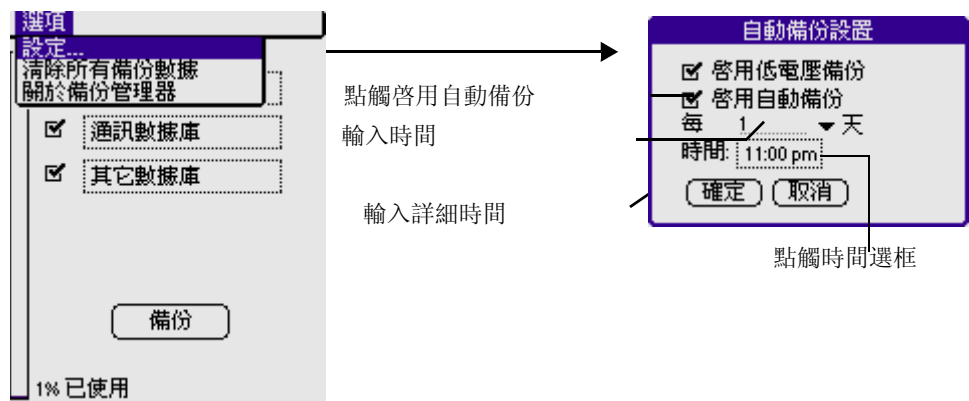 選項
設定...
清除所有備份數據
關於備份管理器
通訊數據庫
其它數據庫
備份
1% 已使用
點觸啓用自動備份
輸入時間
輸入詳細時間
自動備份設置
啓用低電壓備份
啓用自動備份
每 1 天
時間: 11:00 pm
確定 取消
點觸時間選框